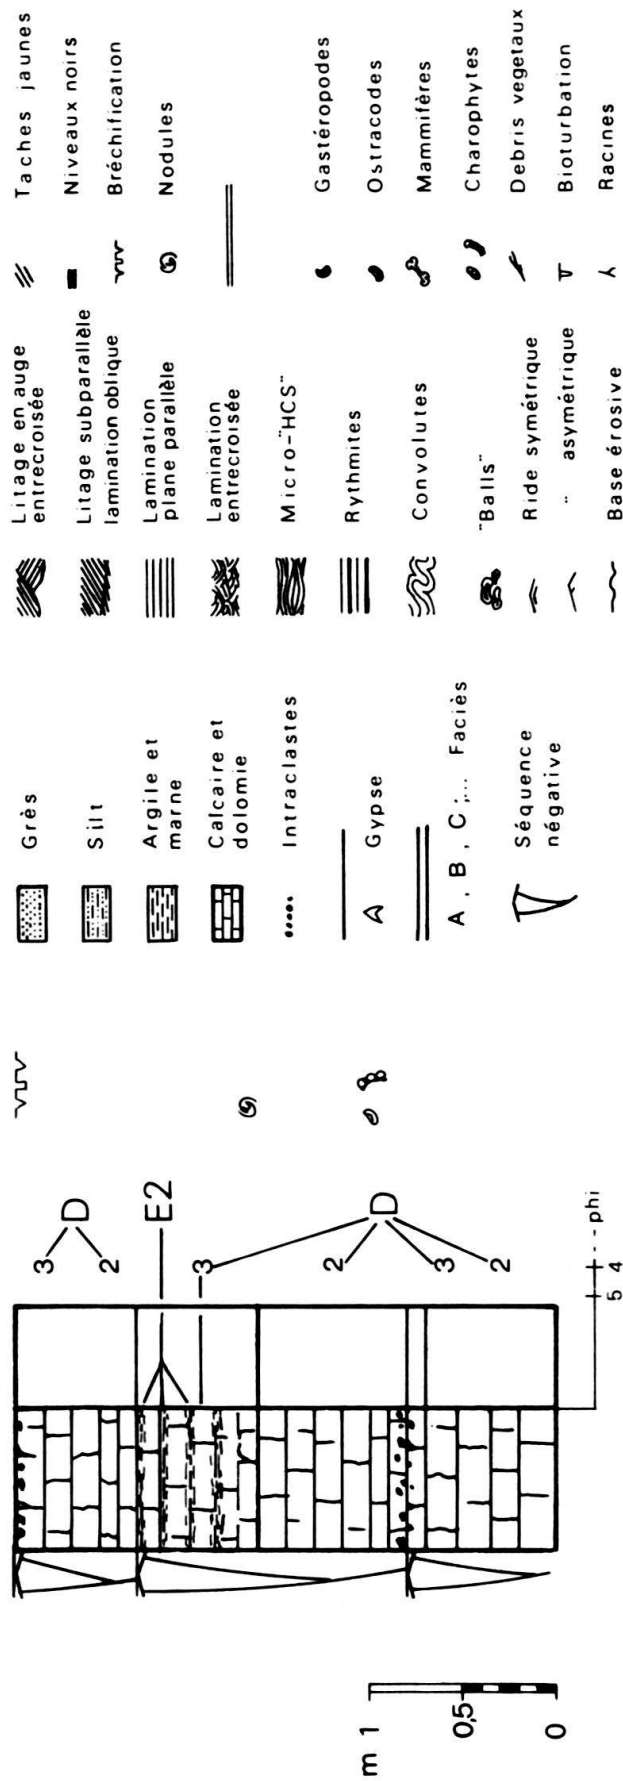 3
D
2
E2
3
2
D
3
2
5 4 phi
m 1
0,5
0
Grès
Silt
Argile et
marne
Calcaire et
dolomie
Intraclastes
Gypse
A, B, C;... Faciès
Séquence
négative
Litage en auge
entrecroisée
Litage subparallèle
lamination oblique
Lamination
plane parallèle
Lamination
entrecroisée
Micro-"HCS"
Rythmites
Convolutes
"Balls"
Ride symétrique
" asymétrique
Base érosive
Taches jaunes
Niveaux noirs
Bréchification
Nodules
Gastéropodes
Ostracodes
Mammifères
Charophytes
Debris vegetaux
Bioturbation
Racines